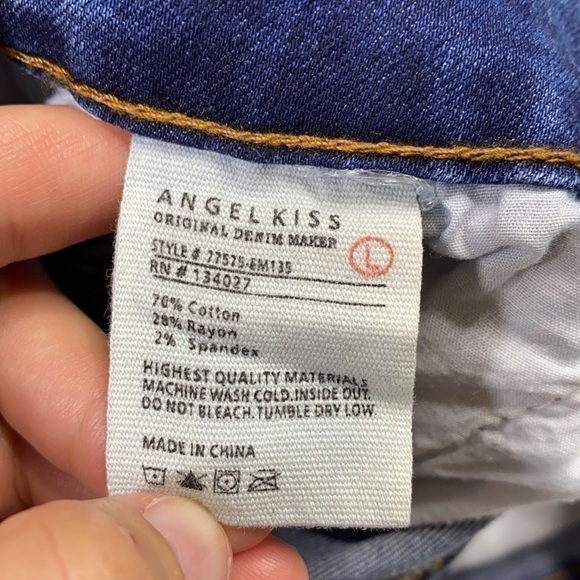 ANGELKISS
ORIGINAL DENIM MAKER
STYLE # 77575-EM135
RN # 134027
L
70% Cotton
28% Rayon
2% Spandex
HIGHEST QUALITY MATERIALS
MACHINE WASH COLD.INSIDE OUT.
DO NOT BLEACH.TUMBLE DRY LOW
MADE IN CHINA